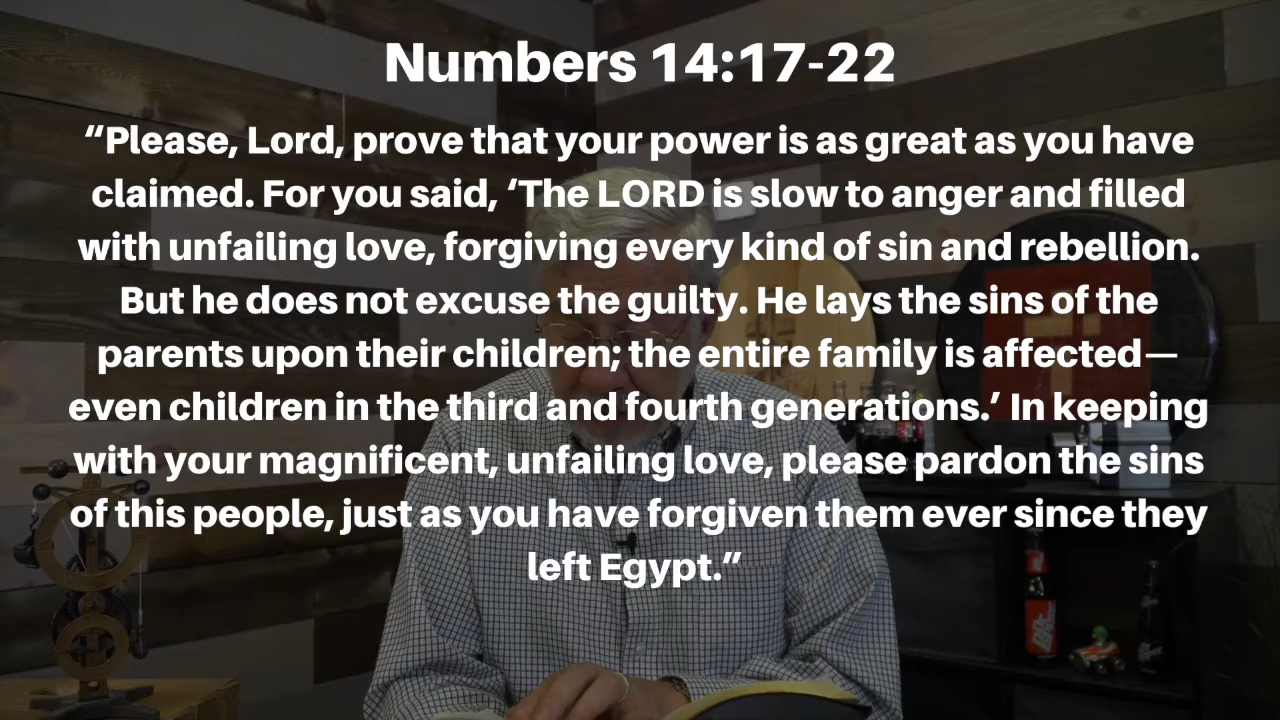 Numbers 14:17-22
“Please, Lord, prove that your power is as great as you have
claimed. For you said, ‘The LORD is slow to anger and filled
with unfailing love, forgiving every kind of sin and rebellion.
But he does not excuse the guilty. He lays the sins of the
parents upon their children; the entire family is affected—
even children in the third and fourth generations.’ In keeping
with your magnificent, unfailing love, please pardon the sins
of this people, just as you have forgiven them ever since they
left Egypt.”